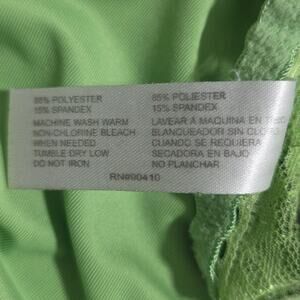 85% POLYESTER
15% SPANDEX
MACHINE WASH WARM
NON-CHLORINE BLEACH
WHEN NEEDED
TUMBLE DRY LOW
DO NOT IRON
85% POLIESTER
15% SPANDEX
LAVEAR A MAQUINA EN
BLANQUEADOR SIN
CUANDO SE REQUIERA
SECADORA EN BAJO
NO PLANCHAR
RN#90410